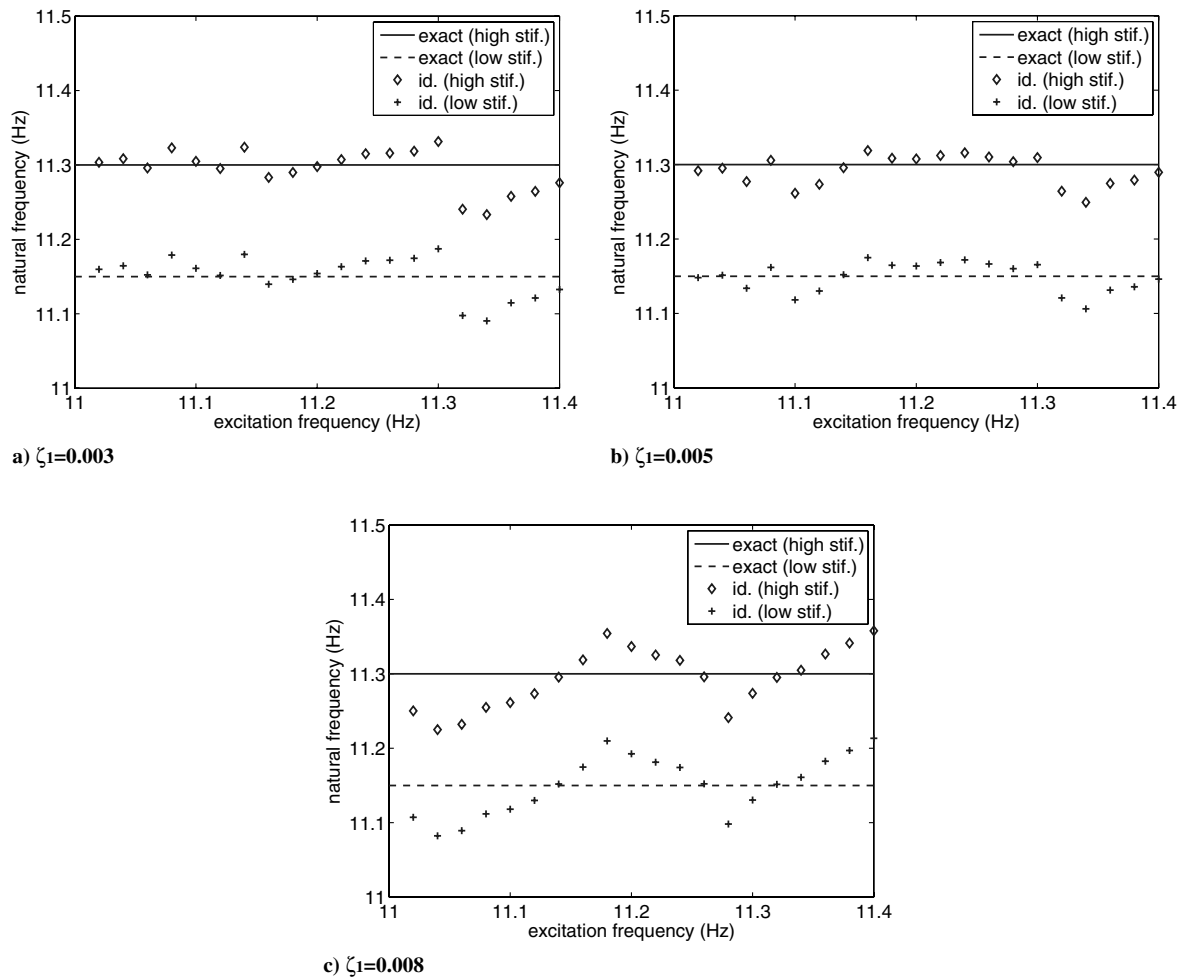 11.5
11.4
11.3
11.2
11.1
11
natural frequency (Hz)
11
11.1
11.2
11.3
11.4
excitation frequency (Hz)
exact (high stif.)
exact (low stif.)
id. (high stif.)
id. (low stif.)
a) ζ1=0.003
11.5
11.4
11.3
11.2
11.1
11
natural frequency (Hz)
11
11.1
11.2
11.3
11.4
excitation frequency (Hz)
exact (high stif.)
exact (low stif.)
id. (high stif.)
id. (low stif.)
b) ζ1=0.005
11.5
11.4
11.3
11.2
11.1
11
natural frequency (Hz)
11
11.1
11.2
11.3
11.4
excitation frequency (Hz)
exact (high stif.)
exact (low stif.)
id. (high stif.)
id. (low stif.)
c) ζ1=0.008